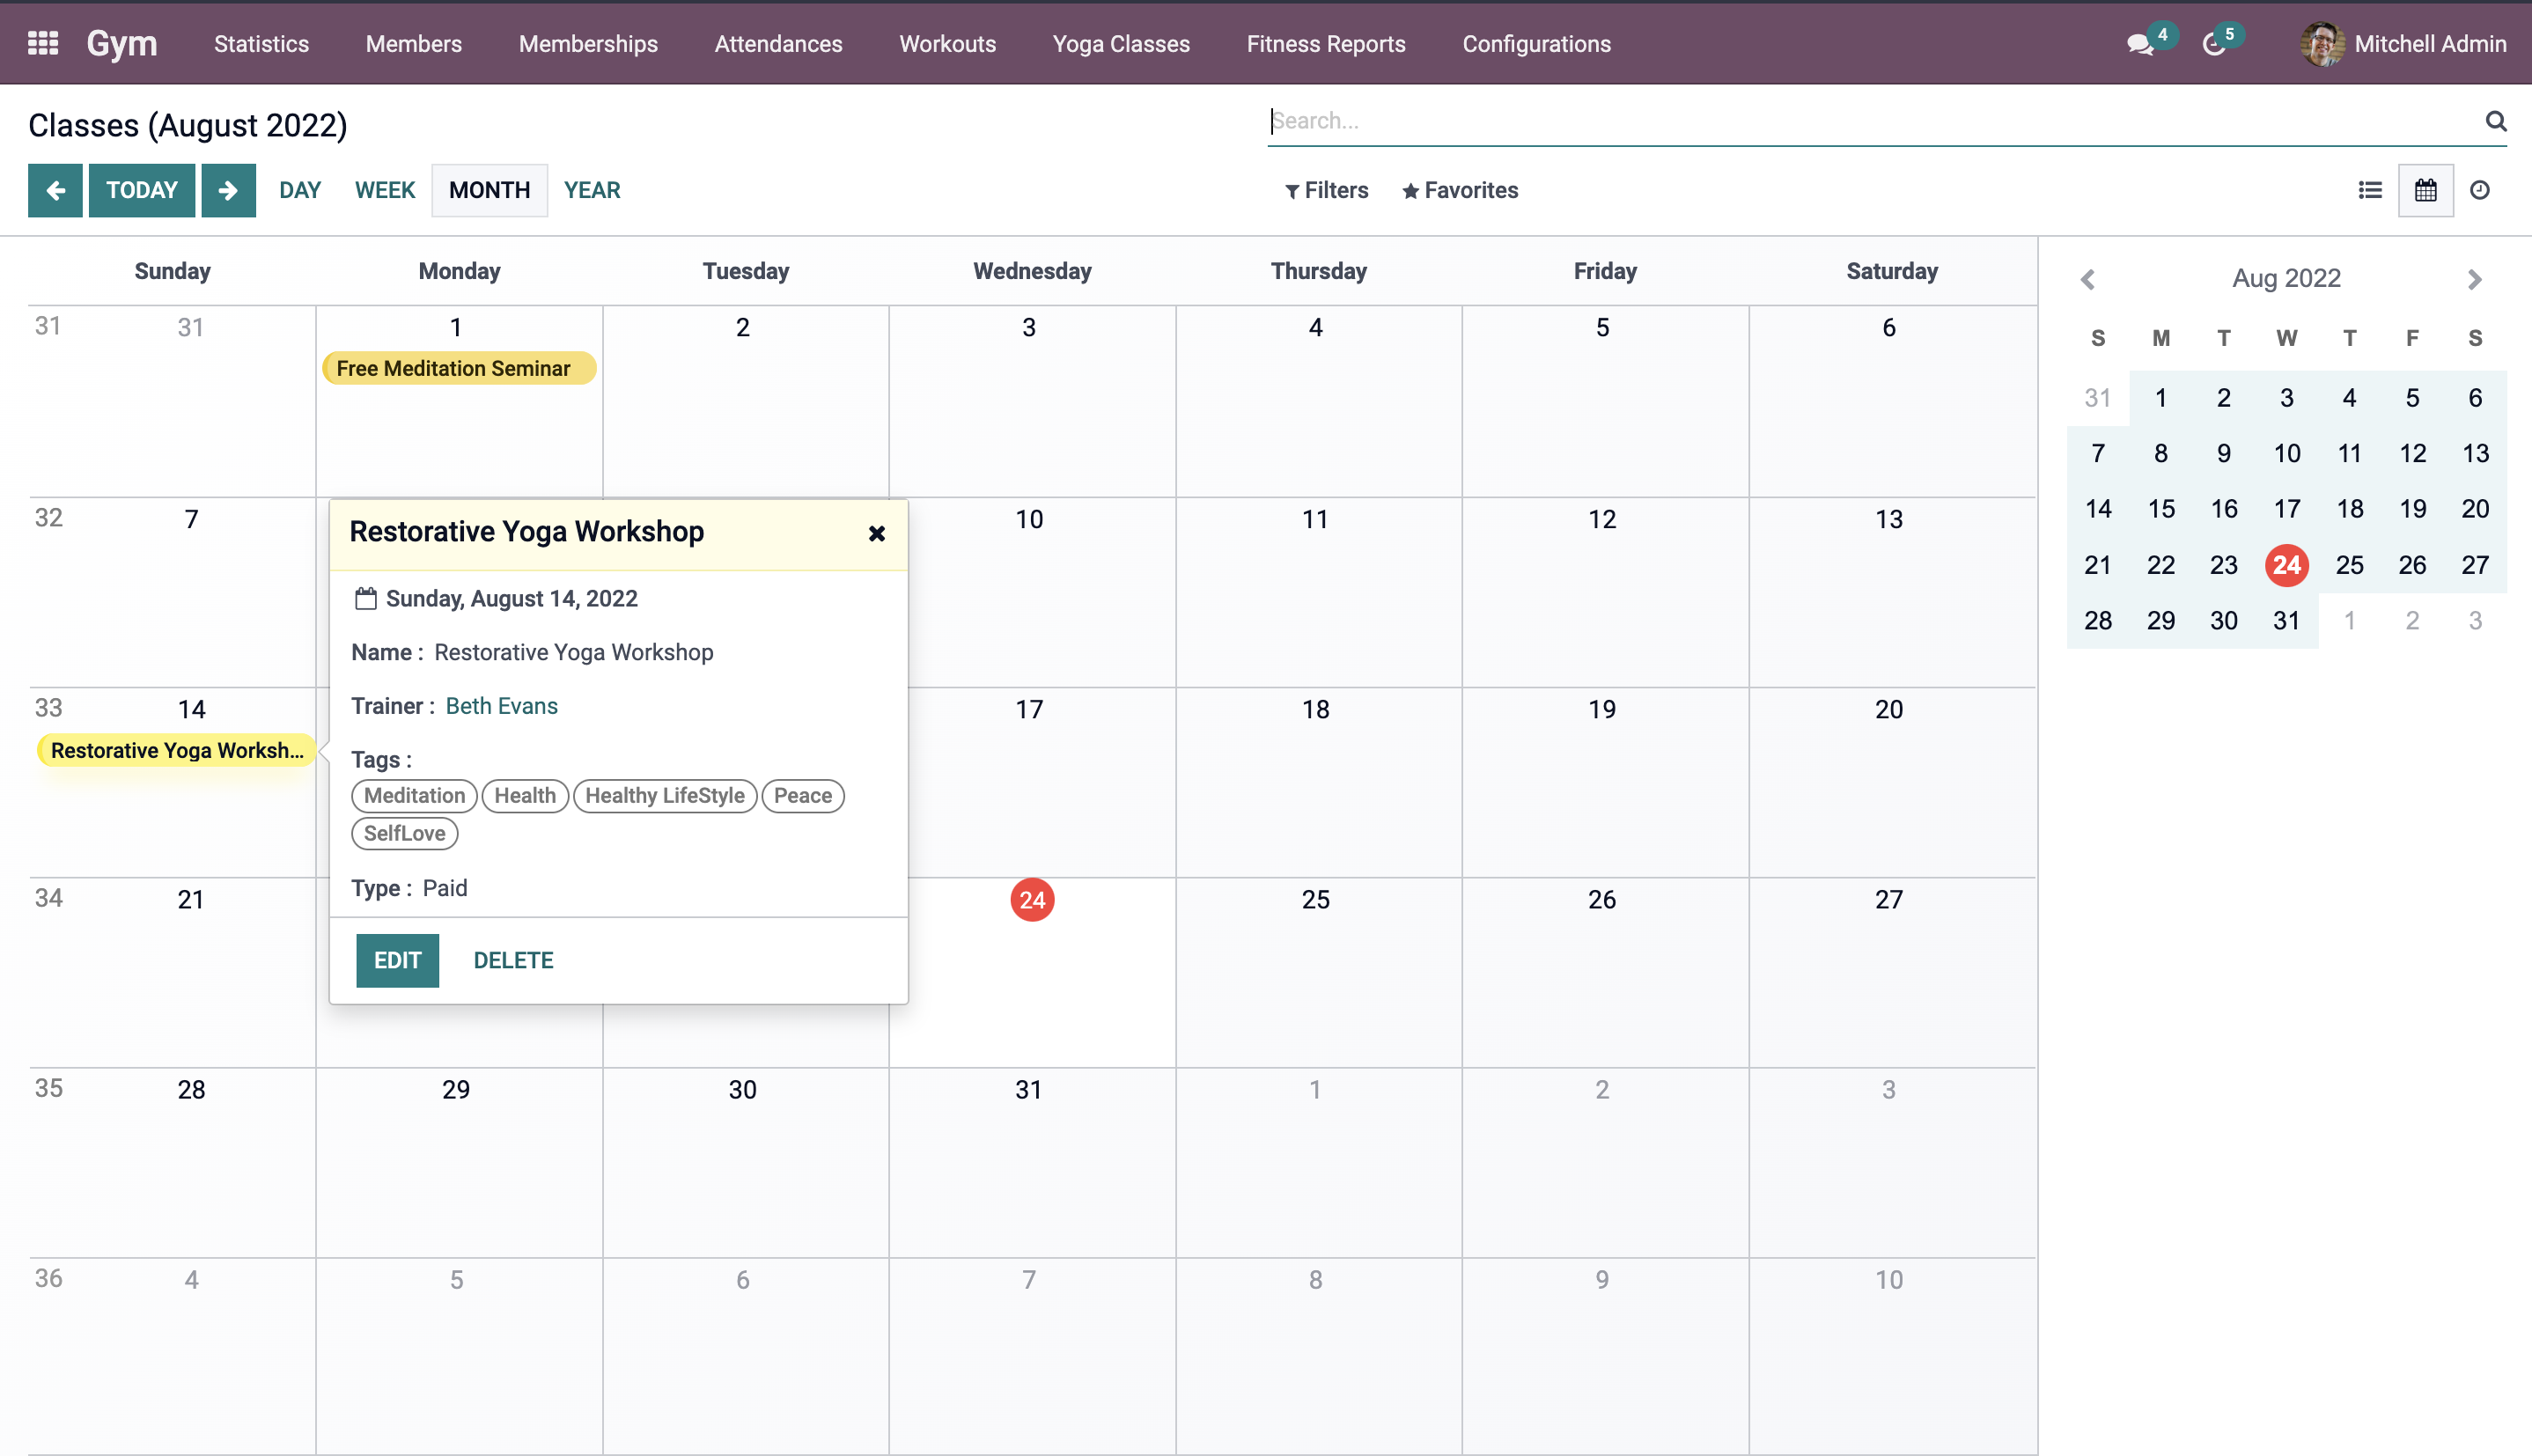 Gym Statistics Members Memberships Attendances Workouts Yoga Classes Fitness Reports Configurations 4 5 Mitchell Admin
Classes (August 2022)
Search...
TODAY DAY WEEK MONTH YEAR
Filters Favorites
Sunday Monday Tuesday Wednesday Thursday Friday Saturday
31 31 1 2 3 4 5 6
Free Meditation Seminar
32 7 10 11 12 13
33 14 17 18 19 20
Restorative Yoga Worksh...
34 21 24 25 26 27
35 28 29 30 31 1 2 3
36 4 5 6 7 8 9 10
Restorative Yoga Workshop
Sunday, August 14, 2022
Name : Restorative Yoga Workshop
Trainer : Beth Evans
Tags :
Meditation Health Healthy LifeStyle Peace
SelfLove
Type : Paid
EDIT DELETE
Aug 2022
S M T W T F S
31 1 2 3 4 5 6
7 8 9 10 11 12 13
14 15 16 17 18 19 20
21 22 23 24 25 26 27
28 29 30 31 1 2 3